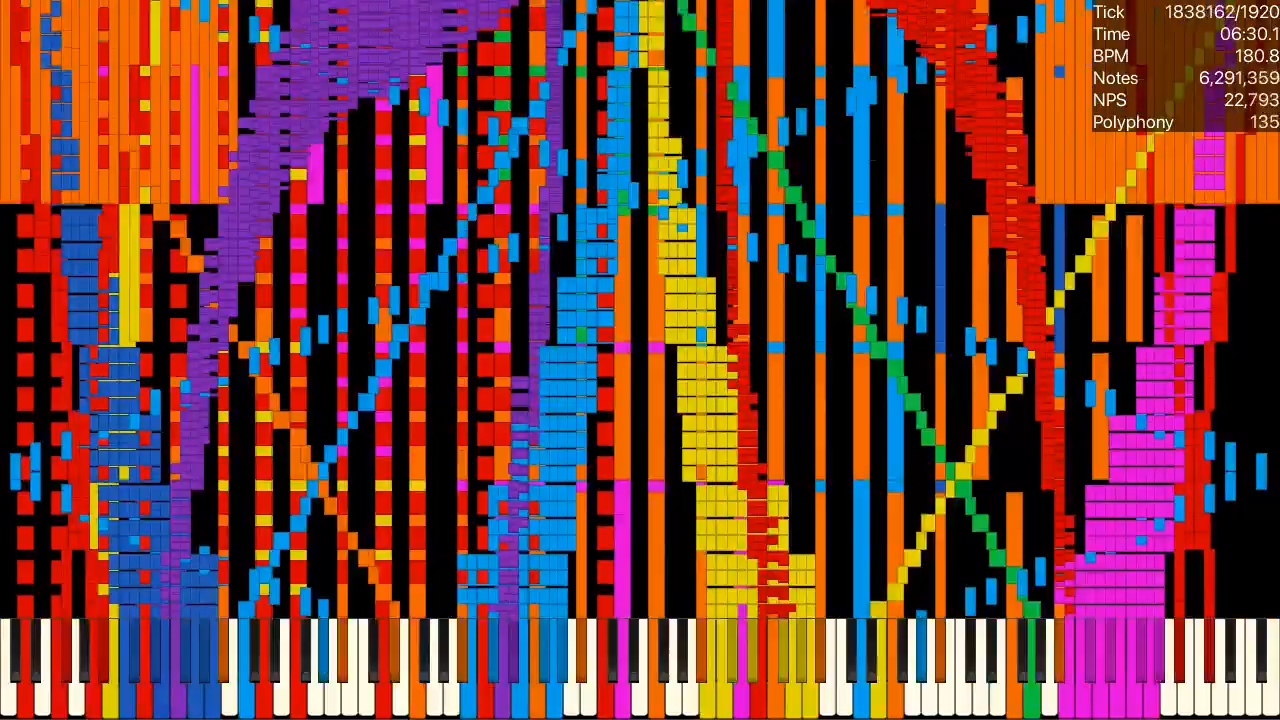 Tick 1838162/1920
Time 06:30.1
BPM 180.8
Notes 6,291,359
NPS 22,793
Polyphony 135